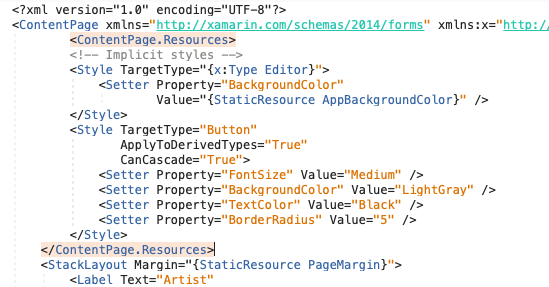 <?xml version="1.0" encoding="UTF-8"?>
<ContentPage xmlns="http://xamarin.com/schemas/2014/forms" xmlns:x="http:/
<ContentPage.Resources>
<!-- Implicit styles -->
<Style TargetType="{x:Type Editor}">
<Setter Property="BackgroundColor"
Value="{StaticResource AppBackgroundColor}" />
</Style>
<Style TargetType="Button"
ApplyToDerivedTypes="True"
CanCascade="True">
<Setter Property="FontSize" Value="Medium" />
<Setter Property="BackgroundColor" Value="LightGray" />
<Setter Property="TextColor" Value="Black" />
<Setter Property="BorderRadius" Value="5" />
</Style>
</ContentPage.Resources>
<StackLayout Margin="{StaticResource PageMargin}">
<Label Text="Artist"